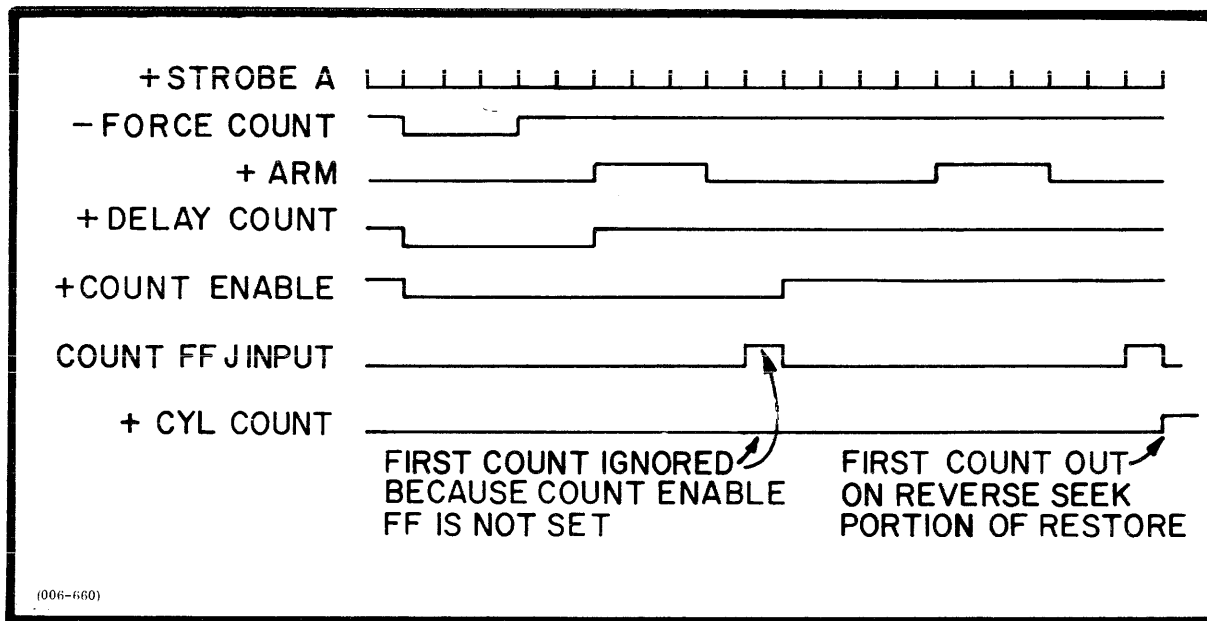 +STROBE A
-FORCE COUNT
+ ARM
+DELAY COUNT
+COUNT ENABLE
COUNT FF J INPUT
+ CYL COUNT
FIRST COUNT IGNORED
BECAUSE COUNT ENABLE
FF IS NOT SET
FIRST COUNT OUT
ON REVERSE SEEK
PORTION OF RESTORE
(006-660)